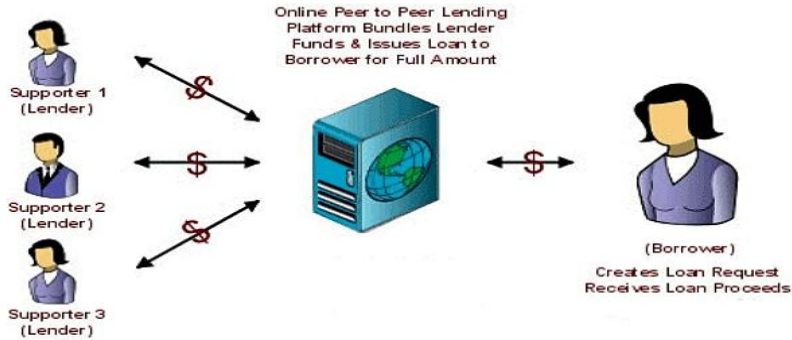 Online Peer to Peer Lending
Platform Bundles Lender
Funds & Issues Loan to
Borrower for Full Amount
Supporter 1
(Lender)
$
Supporter 2
(Lender)
$
$
Supporter 3
(Lender)
$
(Borrower)
Creates Loan Request
Receives Loan Proceeds